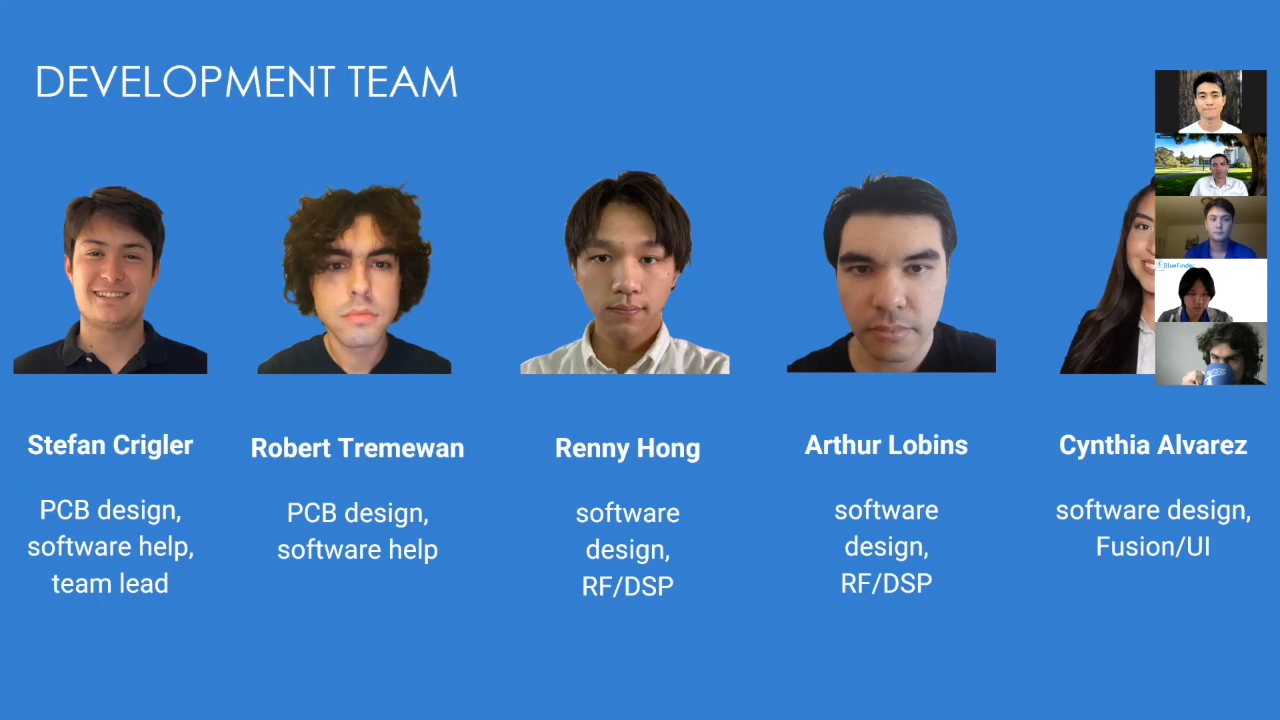 DEVELOPMENT TEAM
BlueFinder
Stefan Crigler
PCB design,
software help,
team lead
Robert Tremewan
PCB design,
software help
Renny Hong
software
design,
RF/DSP
Arthur Lobins
software
design,
RF/DSP
Cynthia Alvarez
software design,
Fusion/UI